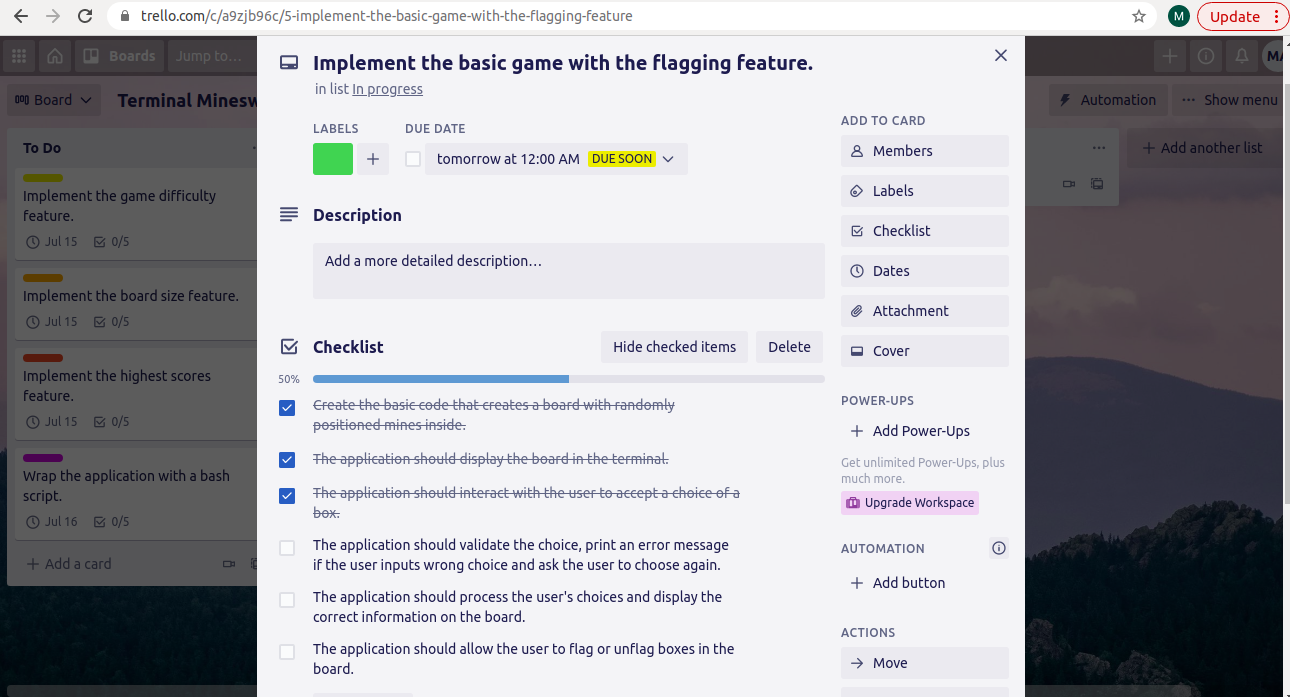 trello.com/c/a9zjb96c/5-implement-the-basic-game-with-the-flagging-feature
M
Update
Boards
Jump to...
MA
Board
Terminal Minesw
Automation
Show menu
To Do
Implement the game difficulty
feature.
Jul 15 0/5
Implement the board size feature.
Jul 15 0/5
Implement the highest scores
feature.
Jul 15 0/5
Wrap the application with a bash
script.
Jul 16 0/5
+ Add a card
+ Add another list
Implement the basic game with the flagging feature.
in list In progress
LABELS DUE DATE
+ tomorrow at 12:00 AM DUE SOON
Description
Add a more detailed description…
Checklist Hide checked items Delete
50%
Create the basic code that creates a board with randomly
positioned mines inside.
The application should display the board in the terminal.
The application should interact with the user to accept a choice of a
box.
The application should validate the choice, print an error message
if the user inputs wrong choice and ask the user to choose again.
The application should process the user's choices and display the
correct information on the board.
The application should allow the user to flag or unflag boxes in the
board.
ADD TO CARD
Members
Labels
Checklist
Dates
Attachment
Cover
POWER-UPS
+ Add Power-Ups
Get unlimited Power-Ups, plus
much more.
Upgrade Workspace
AUTOMATION
+ Add button
ACTIONS
Move